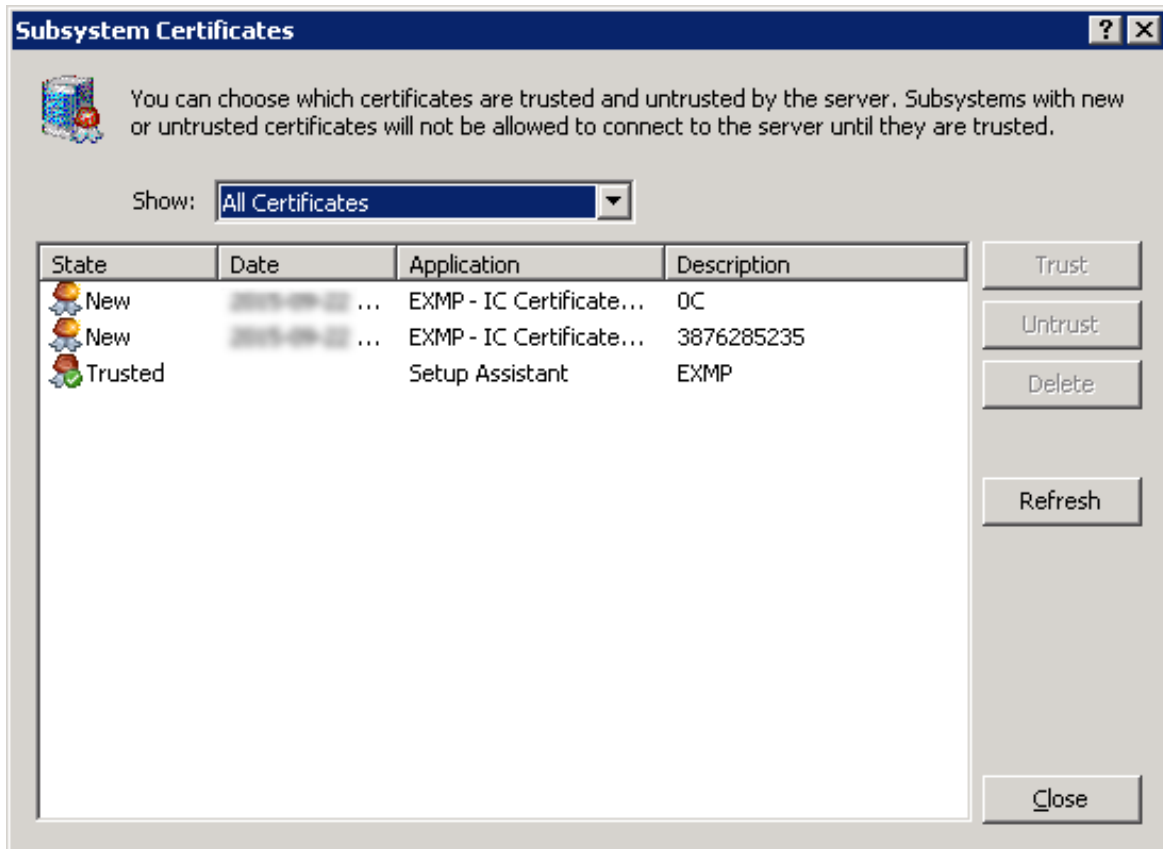 Subsystem Certificates
You can choose which certificates are trusted and untrusted by the server. Subsystems with new
or untrusted certificates will not be allowed to connect to the server until they are trusted.
Show: All Certificates
State Date Application Description Trust
New ... EXMP - IC Certificate... 0C
New ... EXMP - IC Certificate... 3876285235 Untrust
Trusted Setup Assistant EXMP Delete
Refresh
Close